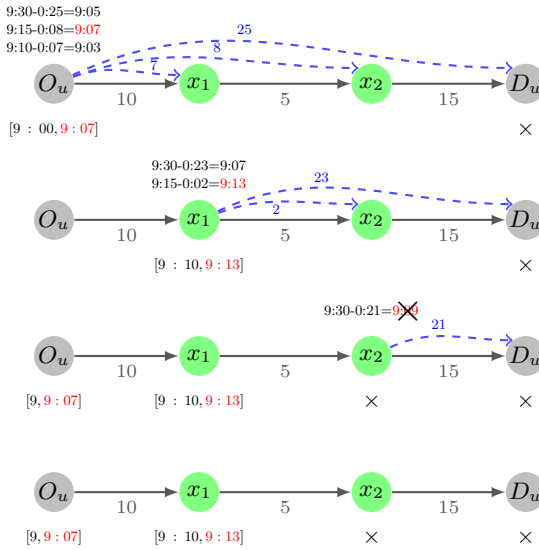 9:30-0:25=9:05
9:15-0:08=9:07
9:10-0:07=9:03
25
8
7
O_u x_1 x_2 D_u
10 5 15
[9 : 00, 9 : 07] ×
9:30-0:23=9:07
9:15-0:02=9:13
23
2
O_u x_1 x_2 D_u
10 5 15
[9 : 10, 9 : 13] ×
9:30-0:21=9:09
21
O_u x_1 x_2 D_u
10 5 15
[9, 9 : 07] [9 : 10, 9 : 13] × ×
O_u x_1 x_2 D_u
10 5 15
[9, 9 : 07] [9 : 10, 9 : 13] × ×